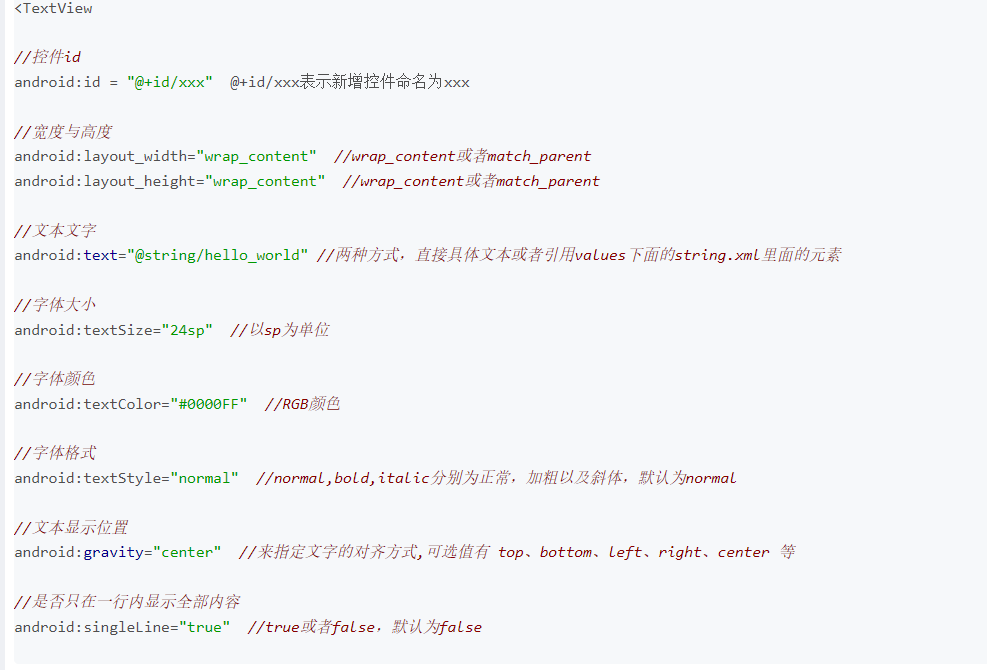 <TextView
//控件id
android:id = "@+id/xxx"  @+id/xxx表示新增控件命名为xxx
//宽度与高度
android:layout_width="wrap_content"  //wrap_content或者match_parent
android:layout_height="wrap_content"  //wrap_content或者match_parent
//文本文字
android:text="@string/hello_world" //两种方式，直接具体文本或者引用values下面的string.xml里面的元素
//字体大小
android:textSize="24sp"  //以sp为单位
//字体颜色
android:textColor="#0000FF"  //RGB颜色
//字体格式
android:textStyle="normal"  //normal,bold,italic分别为正常，加粗以及斜体，默认为normal
//文本显示位置
android:gravity="center"  //来指定文字的对齐方式,可选值有 top、bottom、left、right、center 等
//是否只在一行内显示全部内容
android:singleLine="true"  //true或者false，默认为false